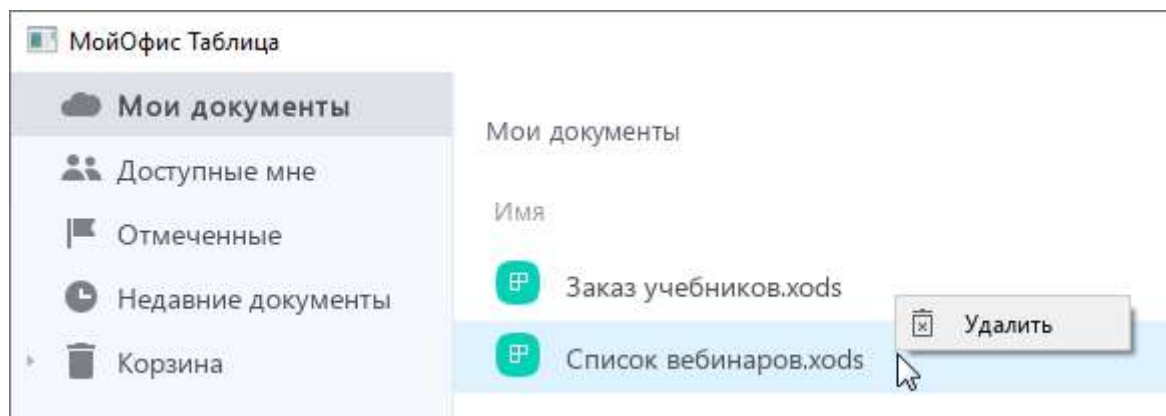 МойОфис Таблица
Мои документы
Доступные мне
Отмеченные
Недавние документы
Корзина
Мои документы
Имя
Заказ учебников.xods
Список вебинаров.xods
Удалить